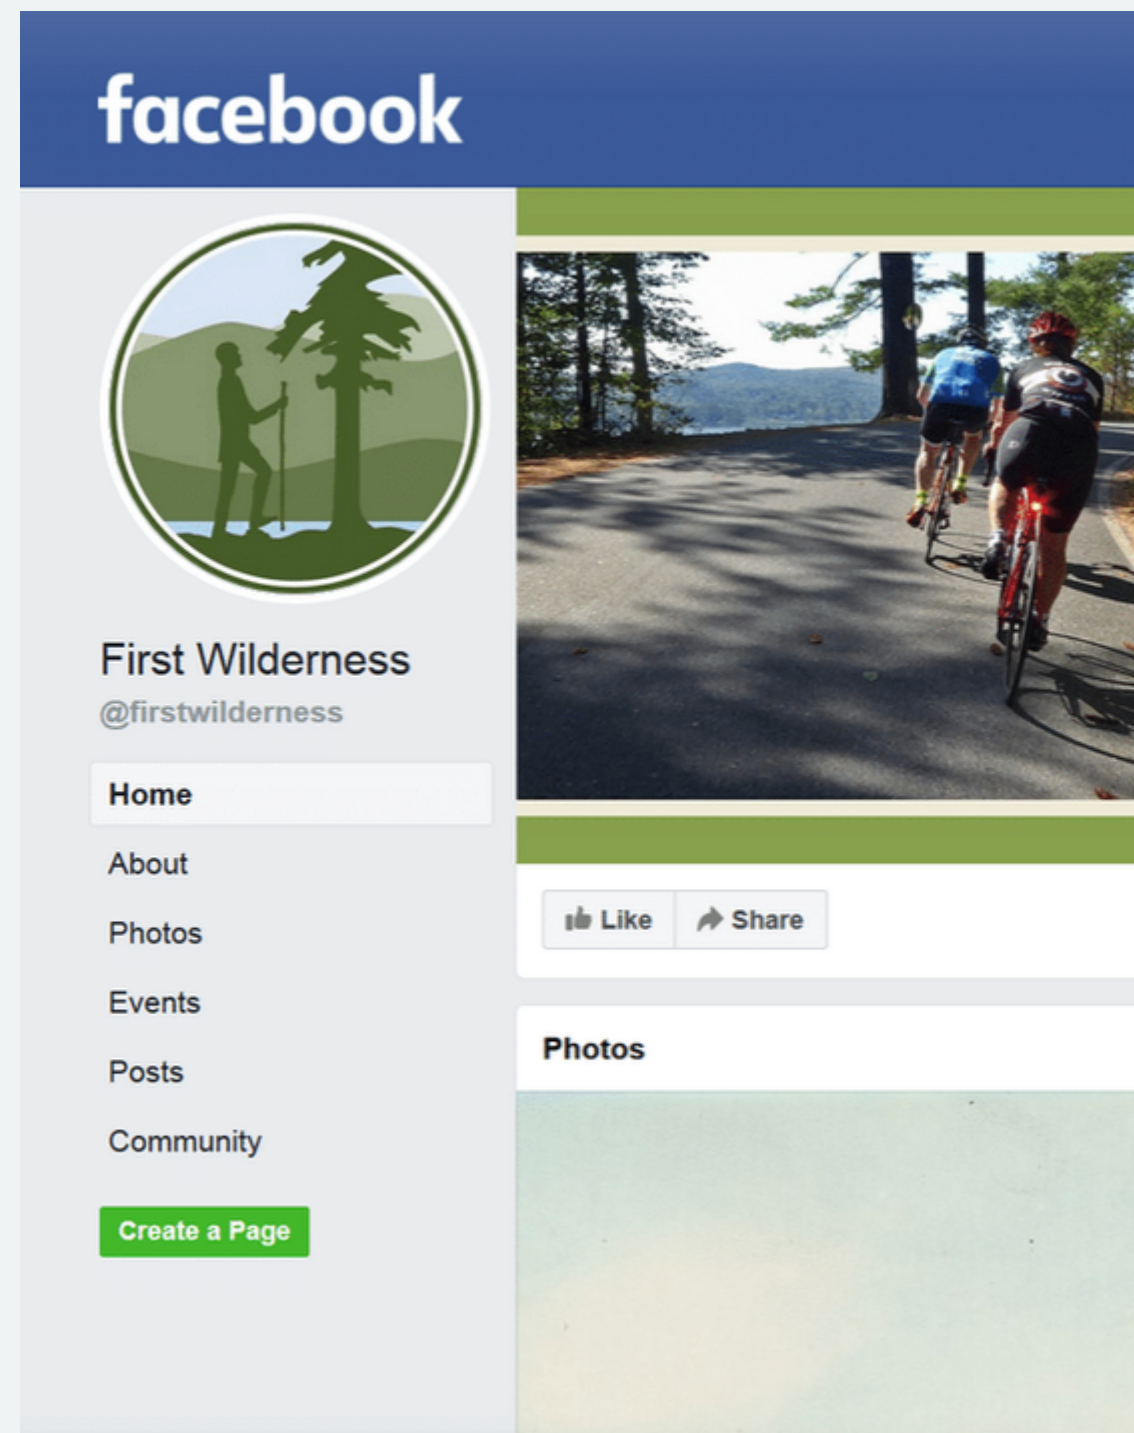 facebook
First Wilderness
@firstwilderness
Home
About
Photos
Events
Posts
Community
Create a Page
Like
Share
Photos